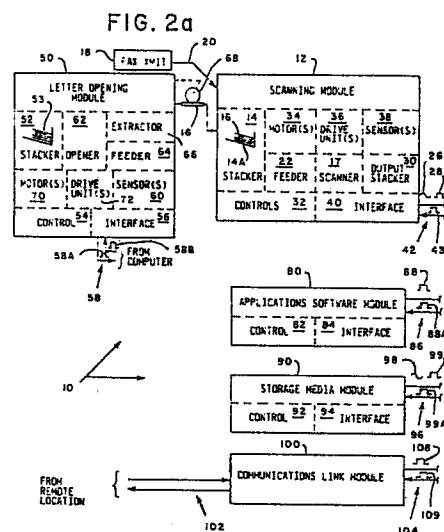 FIG. 2a
18 FAX XMIT 20
50 68 12
LETTER OPENING
MODULE
16
SCANNING MODULE
53
52 62 EXTRACTOR
STACKER OPENER FEEDER 64
66
MOTOR(S) DRIVE SENSOR(S)
70 UNIT(S) 72 60
CONTROL 54 INTERFACE 56
16 14 34 36 38
MOTOR(S) DRIVE SENSOR(S)
UNIT(S)
14A 22 17 30
STACKER FEEDER SCANNER OUTPUT
STACKER
CONTROLS 32 40 INTERFACE
26
28
42 43
58A 58B
FROM
COMPUTER
58
80 88
APPLICATIONS SOFTWARE MODULE
CONTROL 82 84 INTERFACE
88A
86
10
90 98 99
STORAGE MEDIA MODULE
CONTROL 92 94 INTERFACE
99A
96
100 108
FROM
REMOTE
LOCATION
COMMUNICATIONS LINK MODULE
102 109
104